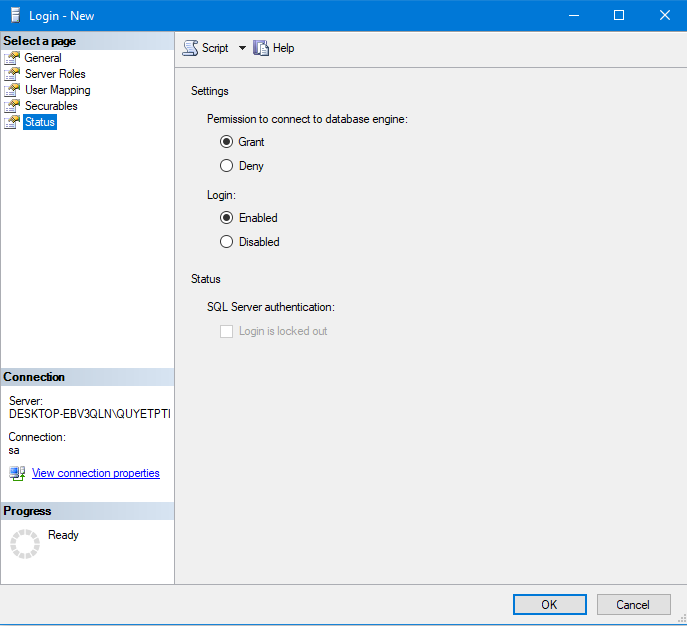 Login - New
Select a page
General
Server Roles
User Mapping
Securables
Status
Script
Help
Settings
Permission to connect to database engine:
Grant
Deny
Login:
Enabled
Disabled
Status
SQL Server authentication:
Login is locked out
Connection
Server:
DESKTOP-EBV3QLN\QUYETPTI
Connection:
sa
View connection properties
Progress
Ready
OK
Cancel